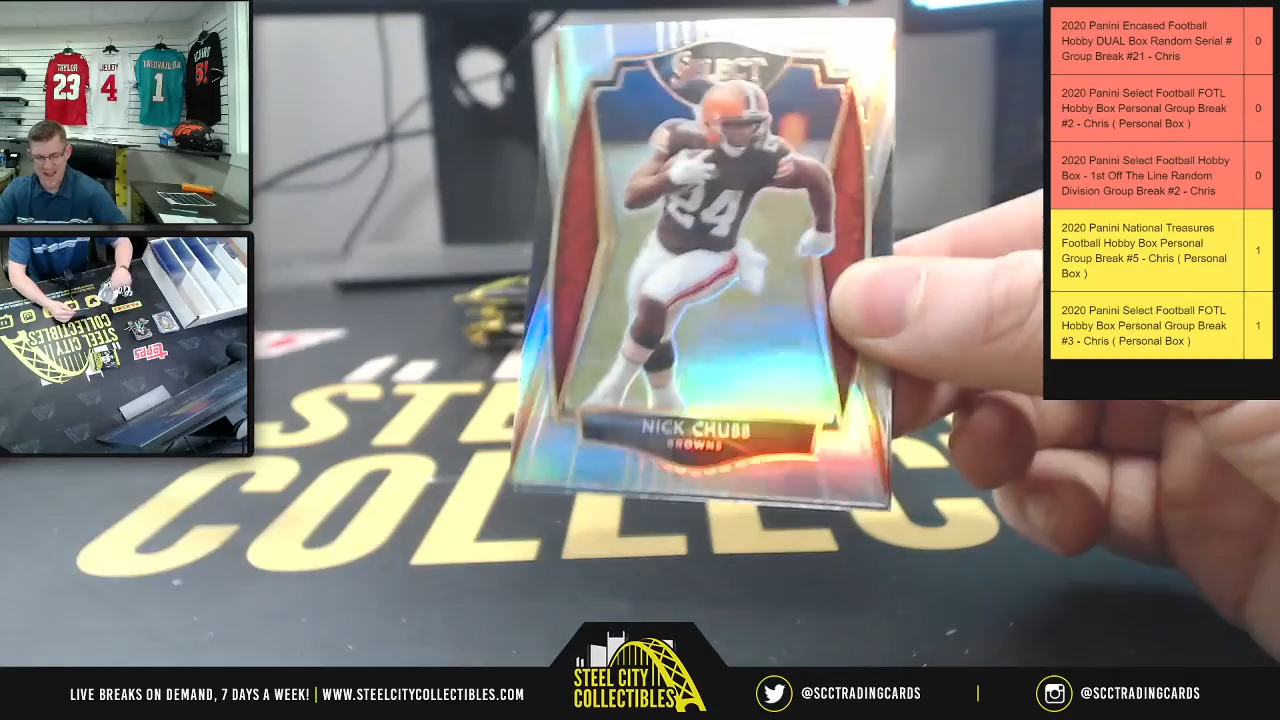 TAYLOR
23
JEUDY
4
TAGOVAILOA
1
SELECT
24
NICK CHUBB
BROWNS
STEEL CITY
COLLECTIBLES
topps
STE
COLLEC
2020 Panini Encased Football
Hobby DUAL Box Random Serial #
Group Break #21 - Chris
0
2020 Panini Select Football FOTL
Hobby Box Personal Group Break
#2 - Chris ( Personal Box )
0
2020 Panini Select Football Hobby
Box - 1st Off The Line Random
Division Group Break #2 - Chris
0
2020 Panini National Treasures
Football Hobby Box Personal
Group Break #5 - Chris ( Personal
Box )
1
2020 Panini Select Football FOTL
Hobby Box Personal Group Break
#3 - Chris ( Personal Box )
1
LIVE BREAKS ON DEMAND, 7 DAYS A WEEK! | WWW.STEELCITYCOLLECTIBLES.COM
STEEL CITY
COLLECTIBLES
@SCCTRADINGCARDS
@SCCTRADINGCARDS